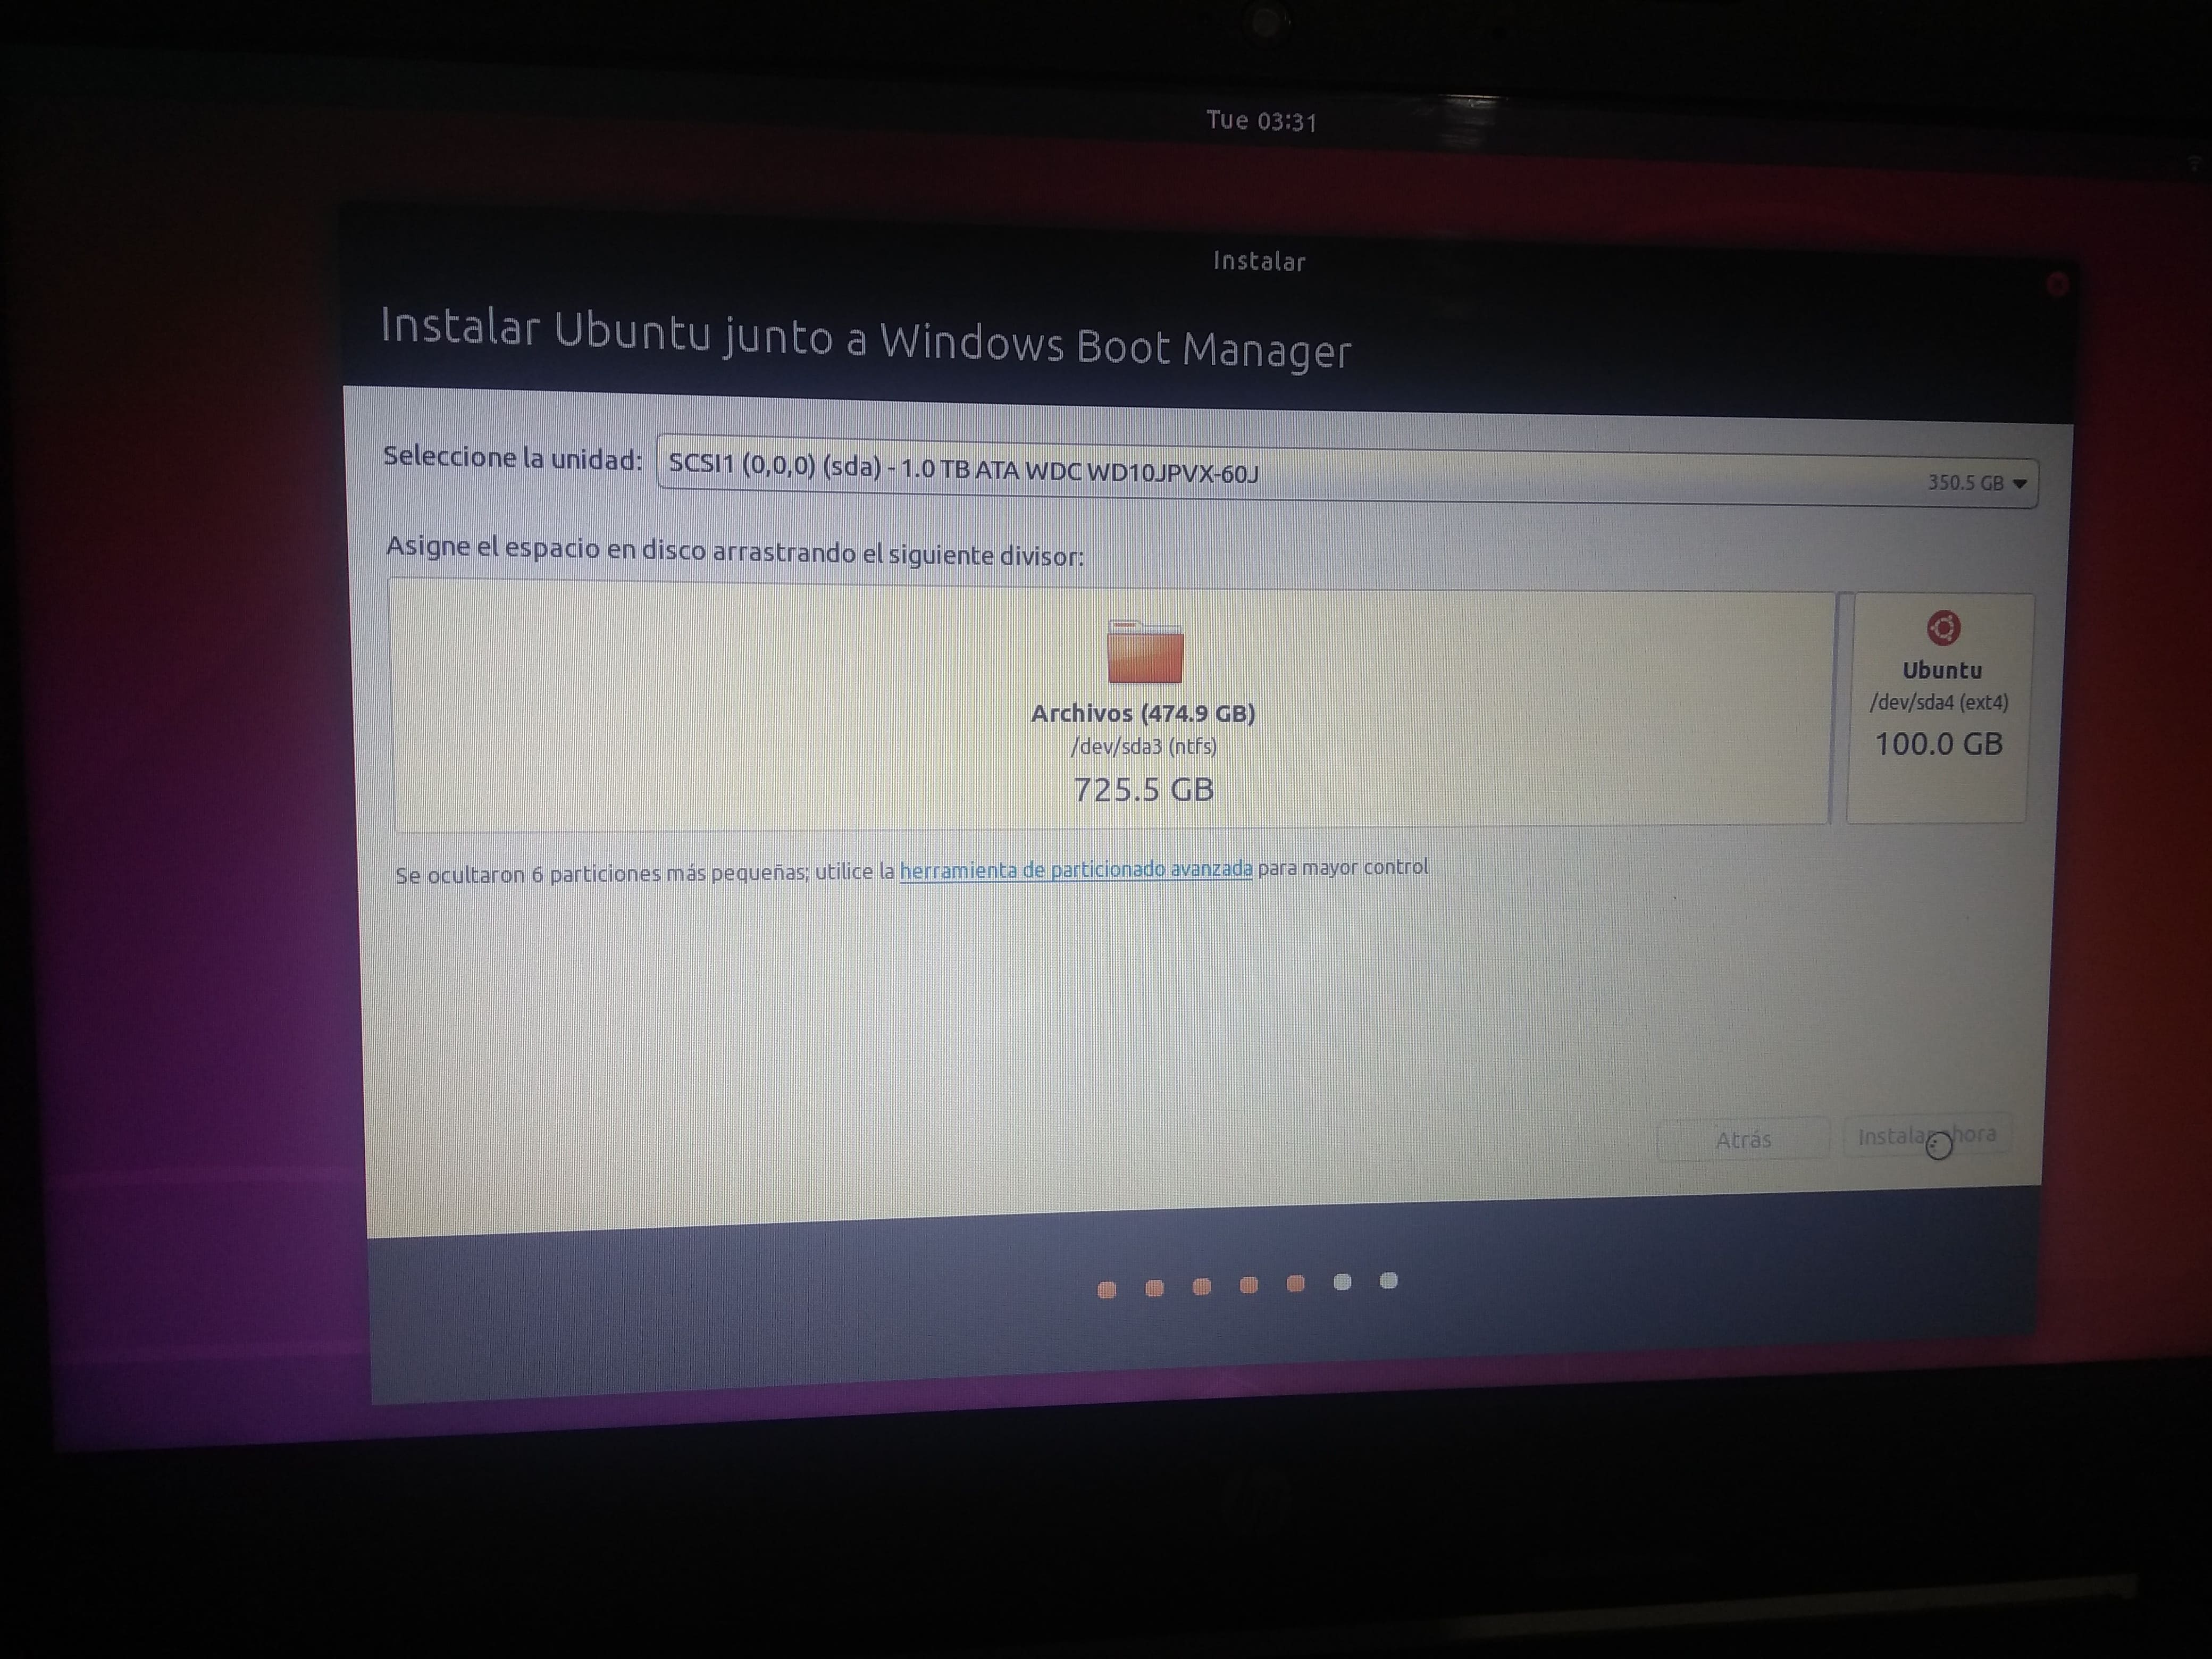 Tue 03:31
Instalar
Instalar Ubuntu junto a Windows Boot Manager
Seleccione la unidad: SCSI1 (0,0,0) (sda) - 1.0 TB ATA WDC WD10JPVX-60J 350.5 GB
Asigne el espacio en disco arrastrando el siguiente divisor:
Archivos (474.9 GB)
/dev/sda3 (ntfs)
725.5 GB
Ubuntu
/dev/sda4 (ext4)
100.0 GB
Se ocultaron 6 particiones más pequeñas; utilice la herramienta de particionado avanzada para mayor control
Atrás Instalar ahora